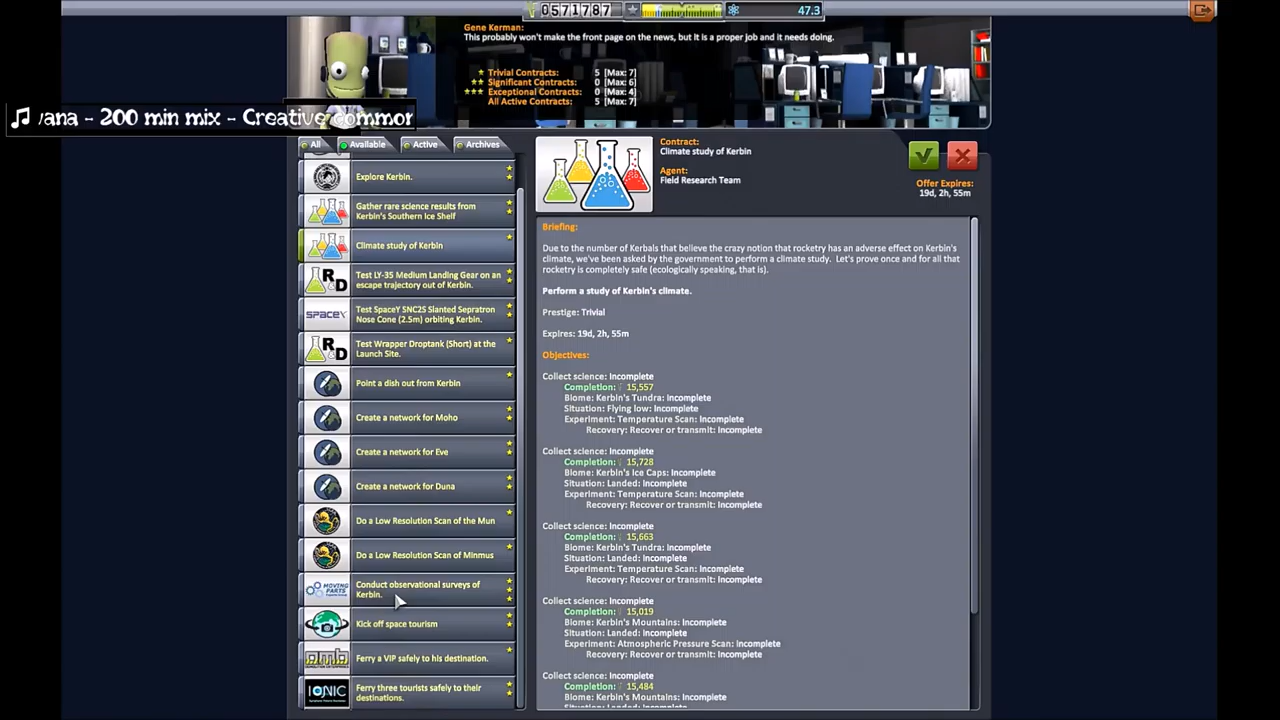 0571787
47.3
Gene Kerman:
This probably won't make the front page on the news, but it is a proper job and it needs doing.
Trivial Contracts: 5 [Max: 7]
Significant Contracts: 0 [Max: 6]
Exceptional Contracts: 0 [Max: 4]
All Active Contracts: 5 [Max: 7]
♫ /ana - 200 min mix - Creative commor
All
Available
Active
Archives
Explore Kerbin.
Gather rare science results from
Kerbin's Southern Ice Shelf
Climate study of Kerbin
R&D
Test LY-35 Medium Landing Gear on an
escape trajectory out of Kerbin.
SPACEY
Test SpaceY SNC2S Slanted Sepratron
Nose Cone (2.5m) orbiting Kerbin.
R&D
Test Wrapper Droptank (Short) at the
Launch Site.
Point a dish out from Kerbin
Create a network for Moho
Create a network for Eve
Create a network for Duna
Do a Low Resolution Scan of the Mun
Do a Low Resolution Scan of Minmus
MOVING
PARTS
Conduct observational surveys of
Kerbin.
Kick off space tourism
Ferry a VIP safely to his destination.
IONIC
Ferry three tourists safely to their
destinations.
Contract:
Climate study of Kerbin
Agent:
Field Research Team
Offer Expires:
19d, 2h, 55m
Briefing:
Due to the number of Kerbals that believe the crazy notion that rocketry has an adverse effect on Kerbin's
climate, we've been asked by the government to perform a climate study. Let's prove once and for all that
rocketry is completely safe (ecologically speaking, that is).
Perform a study of Kerbin's climate.
Prestige: Trivial
Expires: 19d, 2h, 55m
Objectives:
Collect science: Incomplete
Completion: 15,557
Biome: Kerbin's Tundra: Incomplete
Situation: Flying low: Incomplete
Experiment: Temperature Scan: Incomplete
Recovery: Recover or transmit: Incomplete
Collect science: Incomplete
Completion: 15,728
Biome: Kerbin's Ice Caps: Incomplete
Situation: Landed: Incomplete
Experiment: Temperature Scan: Incomplete
Recovery: Recover or transmit: Incomplete
Collect science: Incomplete
Completion: 15,663
Biome: Kerbin's Tundra: Incomplete
Situation: Landed: Incomplete
Experiment: Temperature Scan: Incomplete
Recovery: Recover or transmit: Incomplete
Collect science: Incomplete
Completion: 15,019
Biome: Kerbin's Mountains: Incomplete
Situation: Landed: Incomplete
Experiment: Atmospheric Pressure Scan: Incomplete
Recovery: Recover or transmit: Incomplete
Collect science: Incomplete
Completion: 15,484
Biome: Kerbin's Mountains: Incomplete